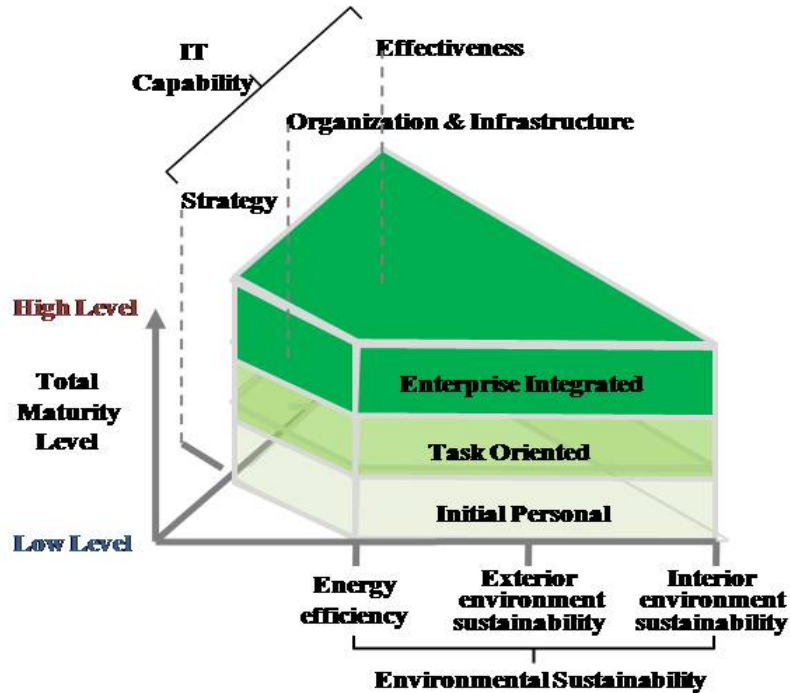 IT
Capability
Effectiveness
Organization & Infrastructure
Strategy
High Level
Total
Maturity
Level
Low Level
Enterprise Integrated
Task Oriented
Initial Personal
Energy
efficiency
Exterior
environment
sustainability
Interior
environment
sustainability
Environmental Sustainability